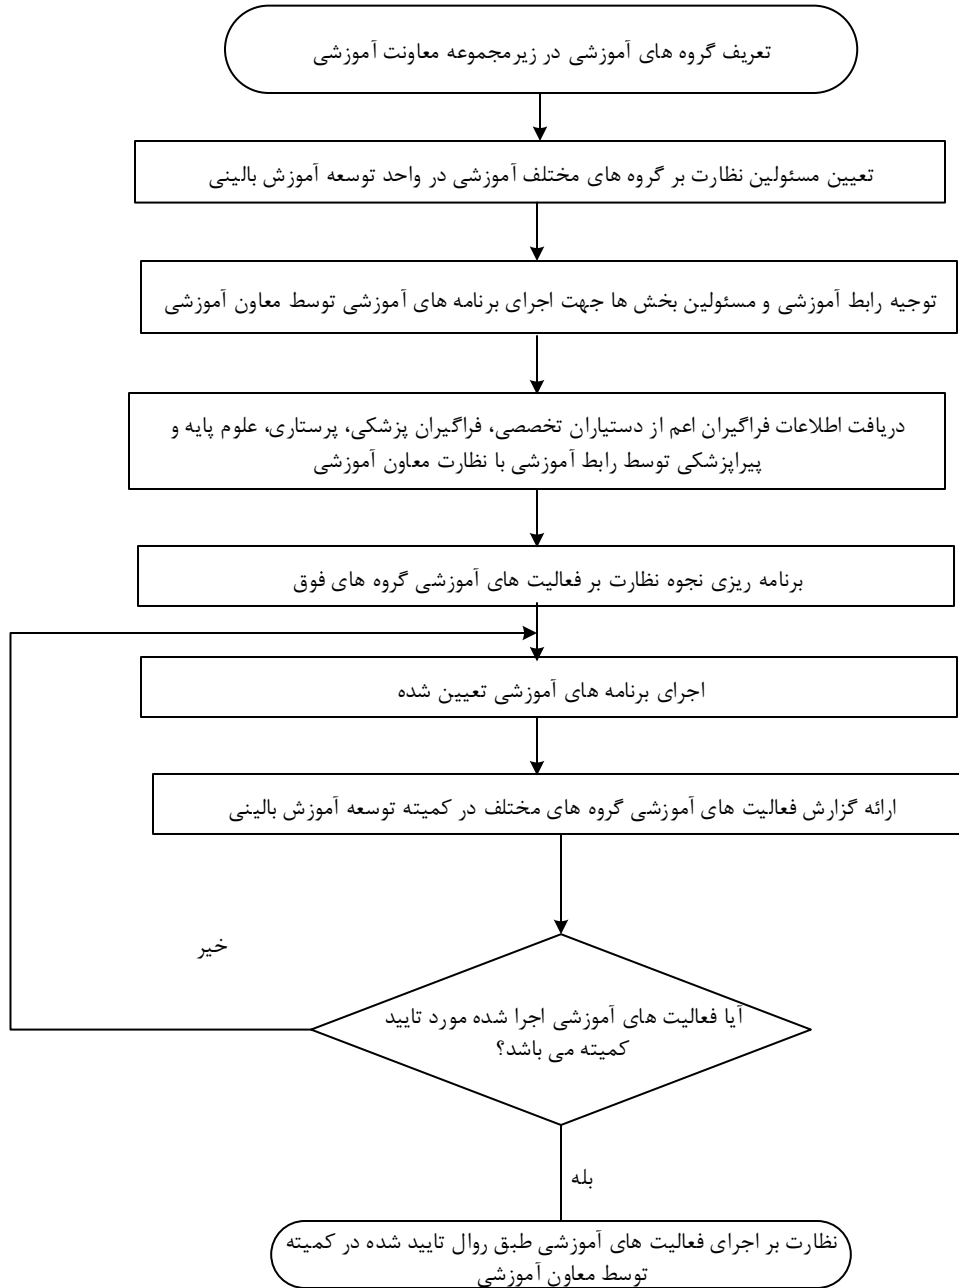 تعریف گروه های آموزشی در زیرمجموعه معاونت آموزشی
تعیین مسئولین نظارت بر گروه های مختلف آموزشی در واحد توسعه آموزش بالینی
توجیه رابط آموزشی و مسئولین بخش ها جهت اجرای برنامه های آموزشی توسط معاون آموزشی
دریافت اطلاعات فراگیران اعم از دستیاران تخصصی، فراگیران پزشکی، پرستاری، علوم پایه و
پیراپزشکی توسط رابط آموزشی با نظارت معاون آموزشی
برنامه ریزی نجوه نظارت بر فعالیت های آموزشی گروه های فوق
اجرای برنامه های آموزشی تعیین شده
ارائه گزارش فعالیت های آموزشی گروه های مختلف در کمیته توسعه آموزش بالینی
خیر
آیا فعالیت های آموزشی اجرا شده مورد تایید
کمیته می باشد؟
بله
نظارت بر اجرای فعالیت های آموزشی طبق روال تایید شده در کمیته
توسط معاون آموزشی